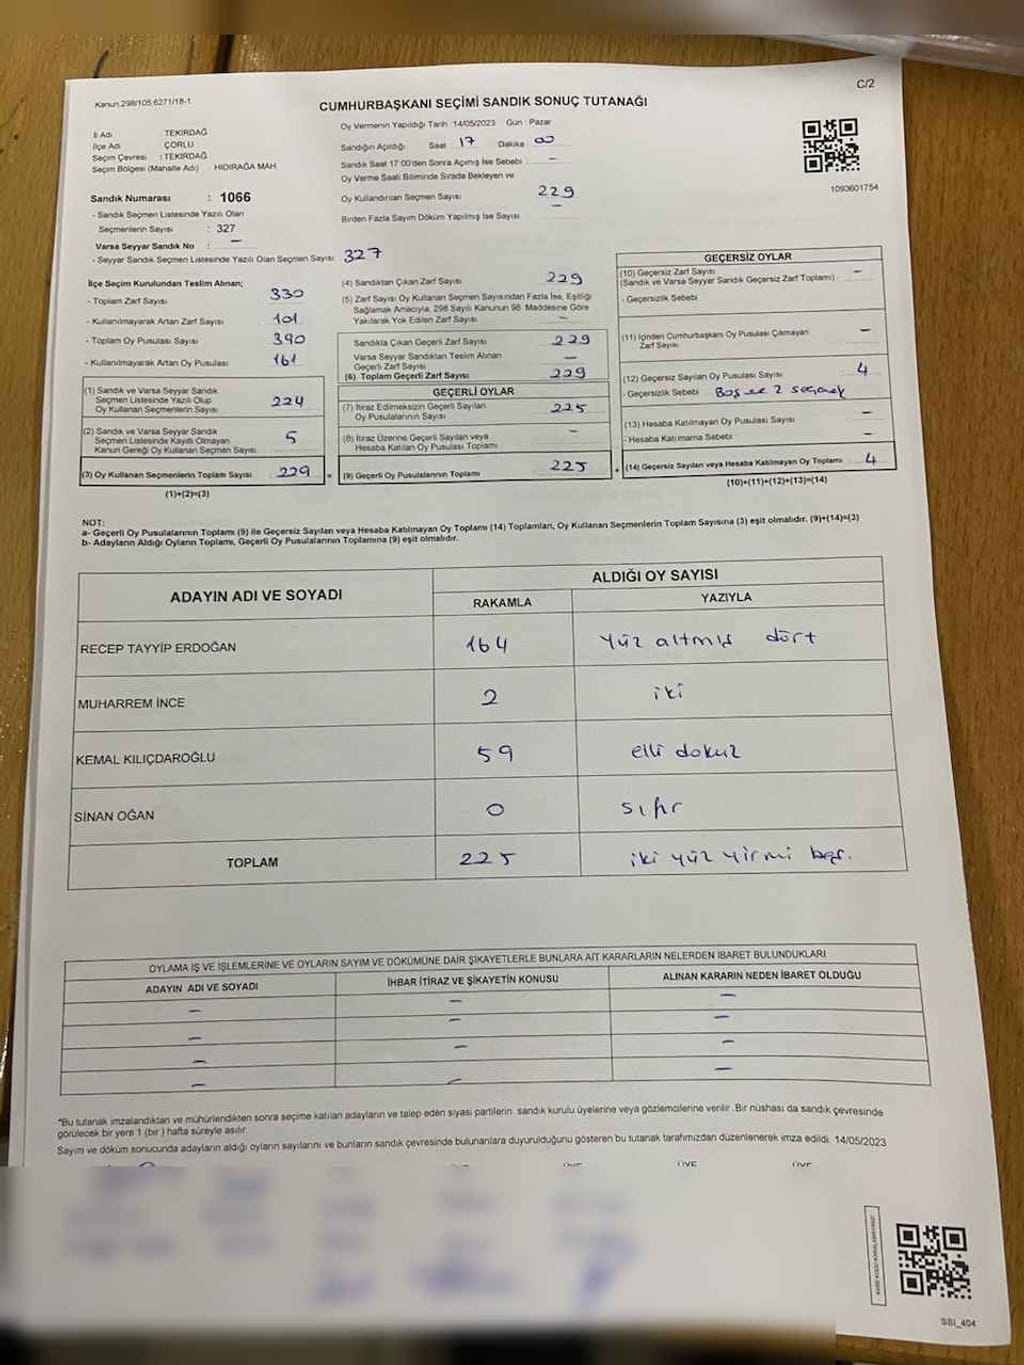 Kanun.298/105,6271/18-1
C/2
CUMHURBAŞKANI SEÇİMİ SANDIK SONUÇ TUTANAĞI
İl Adı TEKİRDAĞ
İlçe Adı ÇORLU
Seçim Çevresi : TEKİRDAĞ
Seçim Bölgesi (Mahalle Adı) HIDIRAĞA MAH.
Oy Vermenin Yapıldığı Tarih :14/05/2023 Gün : Pazar
Sandığın Açıldığı Saat 17 Dakika 00
Sandık Saat 17:00'den Sonra Açımış İse Sebebi —
Oy Verme Saati Bitiminde Sırada Bekleyen ve
Oy Kullandırılan Seçmen Sayısı 229
Birden Fazla Sayım Döküm Yapılmış İse Sayısı —
1093601754
Sandık Numarası : 1066
- Sandık Seçmen Listesinde Yazılı Olan
Seçmenlerin Sayısı : 327
Varsa Seyyar Sandık No : —
- Seyyar Sandık Seçmen Listesinde Yazılı Olan Seçmen Sayısı 327
İlçe Seçim Kurulundan Teslim Alınan;
- Toplam Zarf Sayısı 330
- Kullanılmayarak Artan Zarf Sayısı 101
- Toplam Oy Pusulası Sayısı 390
- Kullanılmayarak Artan Oy Pusulası 161
(1) Sandık ve Varsa Seyyar Sandık
Seçmen Listesinde Yazılı Olup
Oy Kullanan Seçmenlerin Sayısı 224
(2) Sandık ve Varsa Seyyar Sandık
Seçmen Listesinde Kayıtlı Olmayan
Kanun Gereği Oy Kullanan Seçmen Sayısı 5
(3) Oy Kullanan Seçmenlerin Toplam Sayısı 229 =
(1)+(2)=(3)
(4) Sandıktan Çıkan Zarf Sayısı 229
(5) Zarf Sayısı Oy Kullanan Seçmen Sayısından Fazla İse, Eşitliği
Sağlamak Amacıyla, 298 Sayılı Kanunun 98. Maddesine Göre
Yakılarak Yok Edilen Zarf Sayısı —
Sandıkta Çıkan Geçerli Zarf Sayısı 229
Varsa Seyyar Sandıktan Teslim Alınan
Geçerli Zarf Sayısı —
(6) Toplam Geçerli Zarf Sayısı 229
GEÇERLİ OYLAR
(7) İtiraz Edilmeksizin Geçerli Sayılan
Oy Pusulalarının Sayısı 225
(8) İtiraz Üzerine Geçerli Sayılan veya
Hesaba Katılan Oy Pusulası Toplamı —
(9) Geçerli Oy Pusulalarının Toplamı 225 +
GEÇERSİZ OYLAR
(10) Geçersiz Zarf Sayısı —
(Sandık ve Varsa Seyyar Sandık Geçersiz Zarf Toplamı)
- Geçersizlik Sebebi
(11) İçinden Cumhurbaşkanı Oy Pusulası Çıkmayan
Zarf Sayısı —
(12) Geçersiz Sayılan Oy Pusulası Sayısı 4
- Geçersizlik Sebebi Boş ve 2 seçenek
(13) Hesaba Katılmayan Oy Pusulası Sayısı —
- Hesaba Katılmama Sebebi —
(14) Geçersiz Sayılan veya Hesaba Katılmayan Oy Toplamı 4
(10)+(11)+(12)+(13)=(14)
NOT:
a- Geçerli Oy Pusulalarının Toplamı (9) ile Geçersiz Sayılan veya Hesaba Katılmayan Oy Toplamı (14) Toplamları, Oy Kullanan Seçmenlerin Toplam Sayısına (3) eşit olmalıdır. (9)+(14)=(3)
b- Adayların Aldığı Oyların Toplamı, Geçerli Oy Pusulalarının Toplamına (9) eşit olmalıdır.
ADAYIN ADI VE SOYADI
ALDIĞI OY SAYISI
RAKAMLA YAZIYLA
RECEP TAYYİP ERDOĞAN 164 yüz altmış dört
MUHARREM İNCE 2 iki
KEMAL KILIÇDAROĞLU 59 elli dokuz
SİNAN OĞAN 0 sıfır
TOPLAM 225 iki yüz yirmi beş.
OYLAMA İŞ VE İŞLEMLERİNE VE OYLARIN SAYIM VE DÖKÜMÜNE DAİR ŞİKAYETLERLE BUNLARA AİT KARARLARIN NELERDEN İBARET BULUNDUKLARI
ADAYIN ADI VE SOYADI İHBAR İTİRAZ VE ŞİKAYETİN KONUSU ALINAN KARARIN NEDEN İBARET OLDUĞU
— — —
— — —
— — —
— — —
*Bu tutanak imzalandıktan ve mühürlendikten sonra seçime katılan adayların ve talep eden siyasi partilerin sandık kurulu üyelerine veya gözlemcilerine verilir. Bir nüshası da sandık çevresinde
görülecek bir yere 1 (bir) hafta süreyle asılır.
Sayım ve döküm sonucunda adayların aldığı oyların sayılarını ve bunların sandık çevresinde bulunanlara duyurulduğunu gösteren bu tutanak tarafımızdan düzenlenerek imza edildi. 14/05/2023
ÜYE ÜYE ÜYE
SSI_404